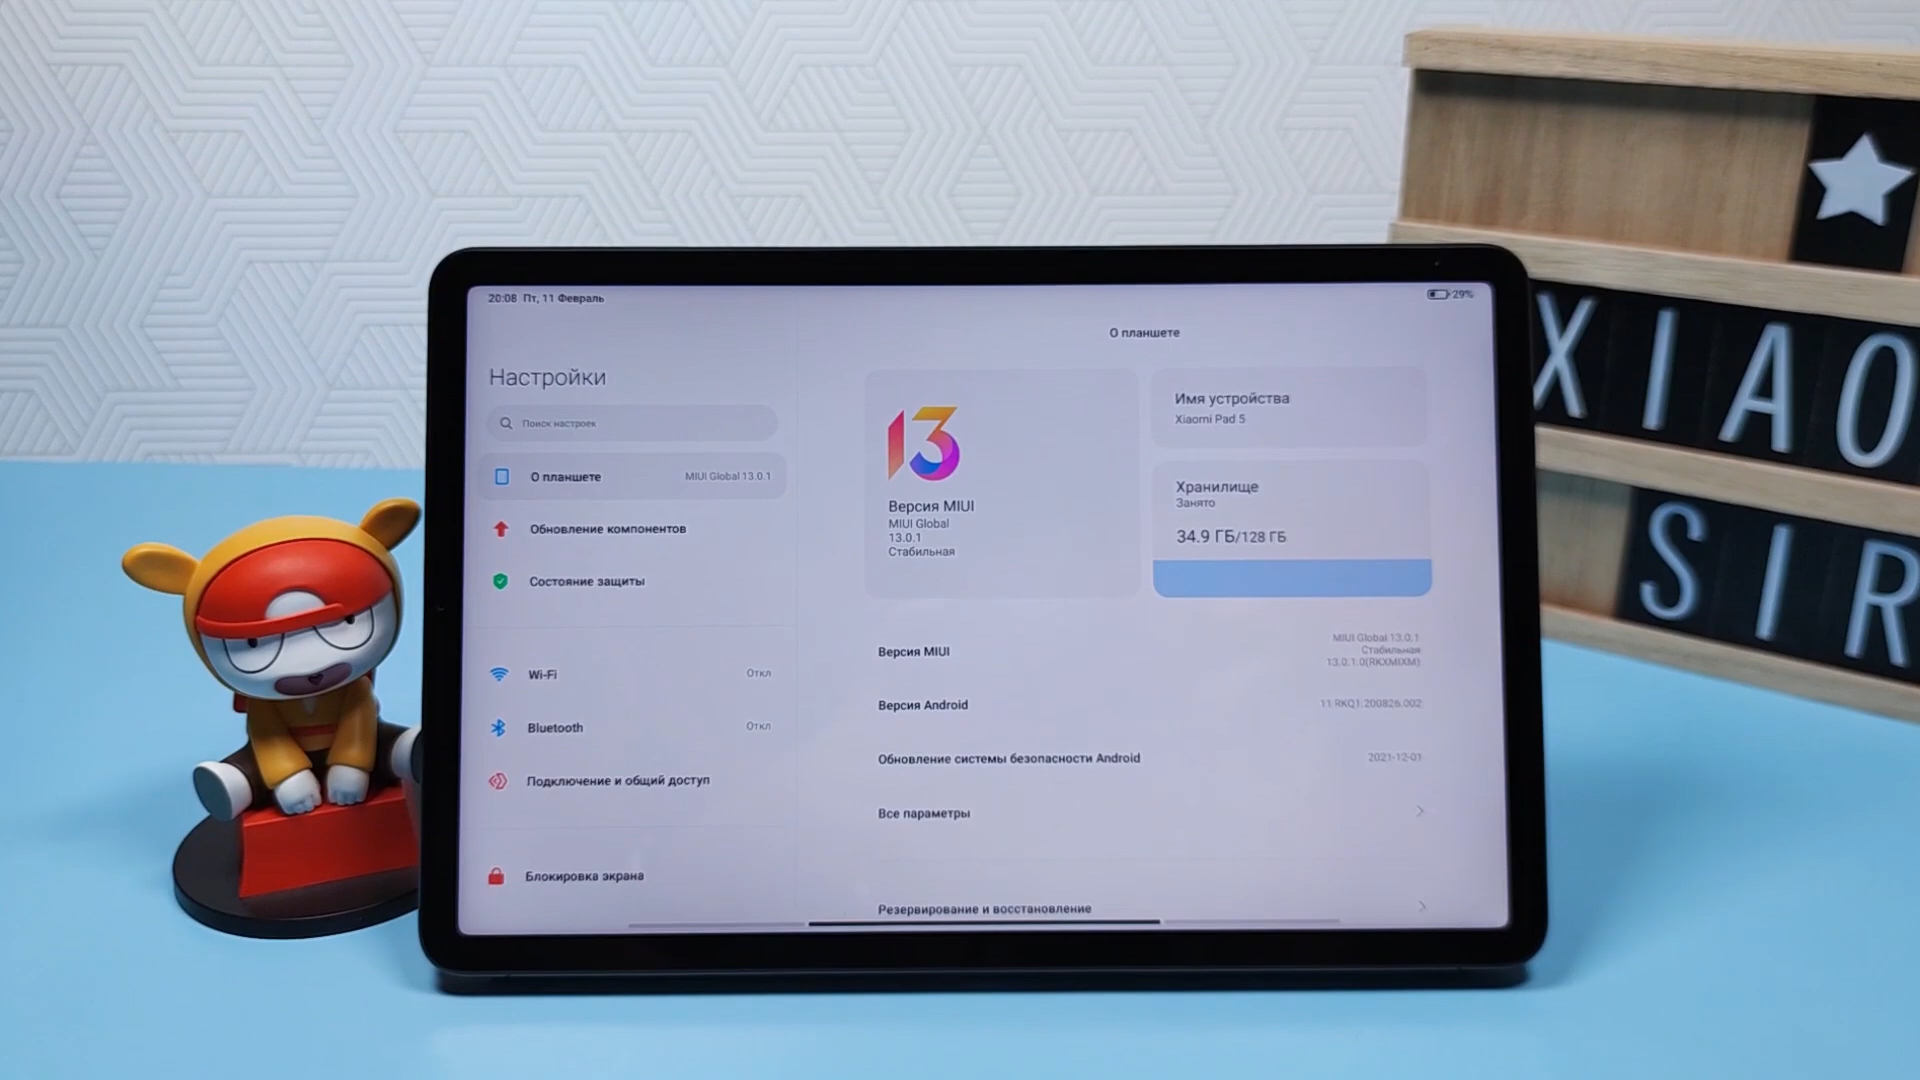 20:08 Пт, 11 Февраль
29%
Настройки
Поиск настроек
О планшете
MIUI Global 13.0.1
Обновление компонентов
Состояние защиты
Wi-Fi
Откл
Bluetooth
Откл
Подключение и общий доступ
Блокировка экрана
О планшете
13
Версия MIUI
MIUI Global
13.0.1
Стабильная
Имя устройства
Xiaomi Pad 5
Хранилище
Занято
34.9 ГБ/128 ГБ
Версия MIUI
MIUI Global 13.0.1
Стабильная
13.0.1.0(RKXMIXM)
Версия Android
11 RKQ1.200826.002
Обновление системы безопасности Android
2021-12-01
Все параметры
Резервирование и восстановление
XIAO
SIR